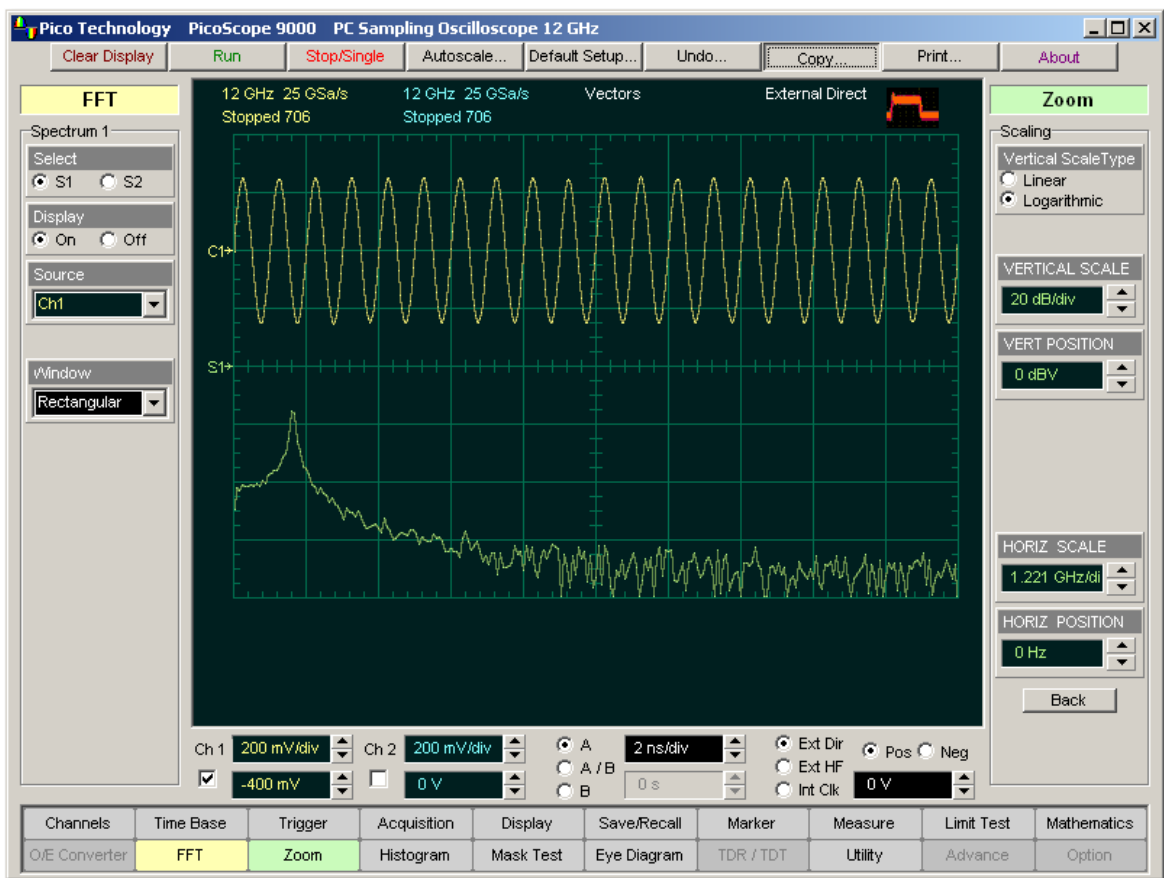 Pico Technology PicoScope 9000 PC Sampling Oscilloscope 12 GHz
Clear Display Run Stop/Single Autoscale... Default Setup... Undo... Copy... Print... About
FFT
Spectrum 1
Select
S1 S2
Display
On Off
Source
Ch1
Window
Rectangular
12 GHz 25 GSa/s 12 GHz 25 GSa/s Vectors External Direct
Stopped 706 Stopped 706
C1
S1
Zoom
Scaling
Vertical ScaleType
Linear
Logarithmic
VERTICAL SCALE
20 dB/div
VERT POSITION
0 dBV
HORIZ SCALE
1.221 GHz/di
HORIZ POSITION
0 Hz
Back
Ch 1 200 mV/div Ch 2 200 mV/div A 2 ns/div Ext Dir Pos Neg
A / B Ext HF
-400 mV 0 V B 0 s Int Clk 0 V
Channels Time Base Trigger Acquisition Display Save/Recall Marker Measure Limit Test Mathematics
O/E Converter FFT Zoom Histogram Mask Test Eye Diagram TDR / TDT Utility Advance Option